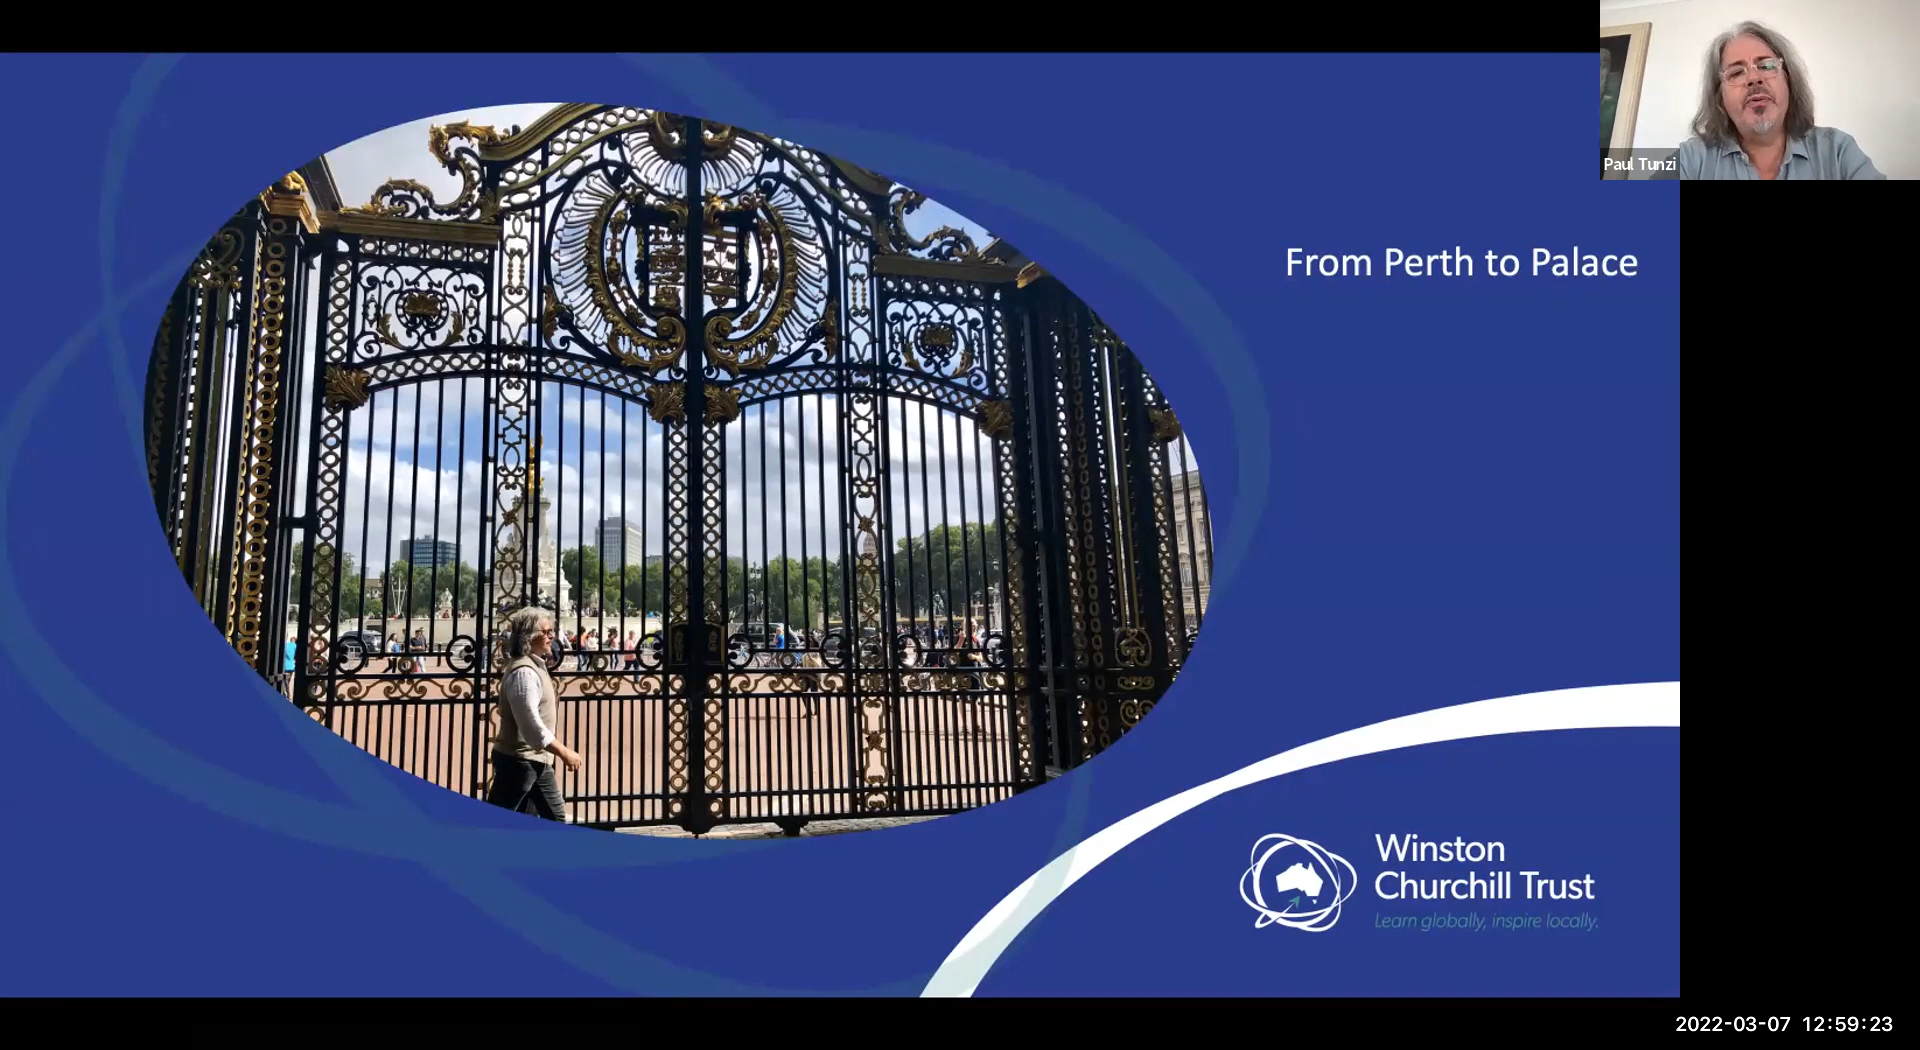 Paul Tunzi
From Perth to Palace
Winston
Churchill Trust
Learn globally, inspire locally.
2022-03-07 12:59:23